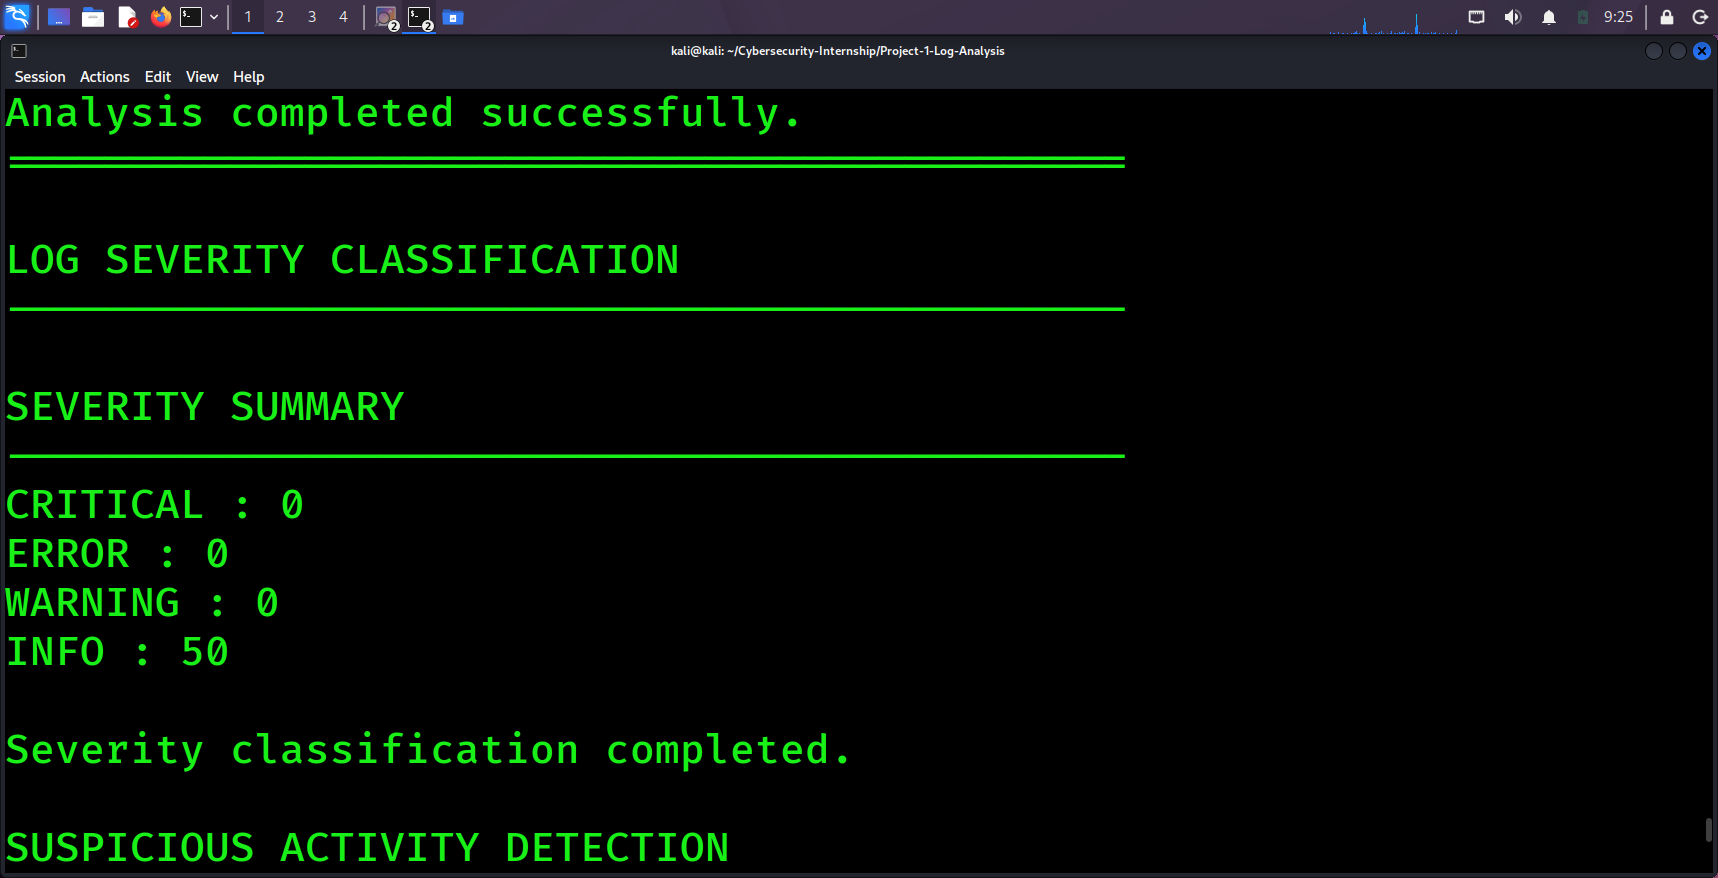 1 2 3 4 2 2 9:25
kali@kali: ~/Cybersecurity-Internship/Project-1-Log-Analysis
Session Actions Edit View Help
Analysis completed successfully.
LOG SEVERITY CLASSIFICATION
SEVERITY SUMMARY
CRITICAL : 0
ERROR : 0
WARNING : 0
INFO : 50
Severity classification completed.
SUSPICIOUS ACTIVITY DETECTION